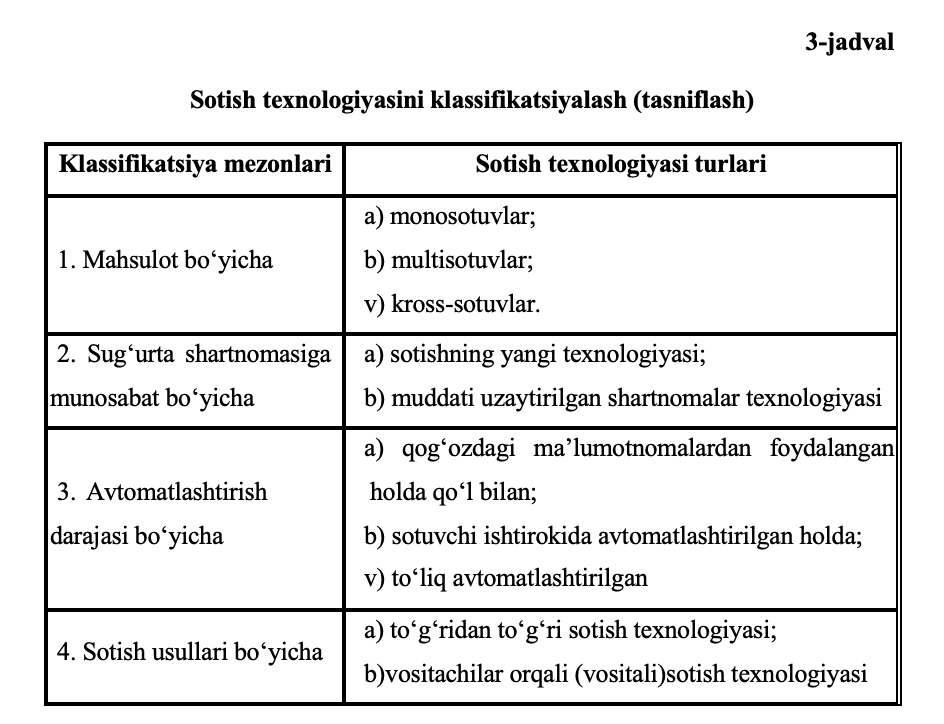 3-jadval
Sotish texnologiyasini klassifikatsiyalash (tasniflash)
Klassifikatsiya mezonlari
Sotish texnologiyasi turlari
1. Mahsulot bo‘yicha
a) monosotuvlar;
b) multisotuvlar;
v) kross-sotuvlar.
2. Sug‘urta shartnomasiga
munosabat bo‘yicha
a) sotishning yangi texnologiyasi;
b) muddati uzaytirilgan shartnomalar texnologiyasi
3. Avtomatlashtirish
darajasi bo‘yicha
a) qog‘ozdagi ma’lumotnomalardan foydalangan
holda qo‘l bilan;
b) sotuvchi ishtirokida avtomatlashtirilgan holda;
v) to‘liq avtomatlashtirilgan
4. Sotish usullari bo‘yicha
a) to‘g‘ridan to‘g‘ri sotish texnologiyasi;
b)vositachilar orqali (vositali)sotish texnologiyasi